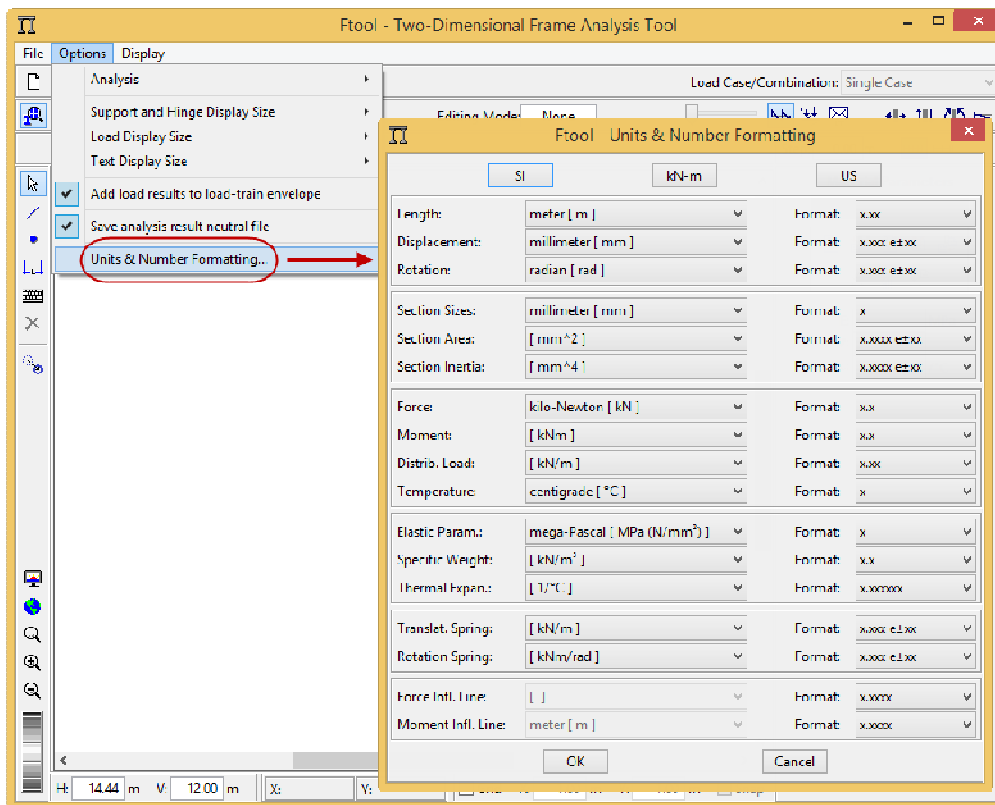 Ftool - Two-Dimensional Frame Analysis Tool
File Options Display
Analysis
Load Case/Combination: Single Case
Support and Hinge Display Size
Load Display Size
Text Display Size
Add load results to load-train envelope
Save analysis result neutral file
Units & Number Formatting...
Editing Mode: None
Ftool Units & Number Formatting
SI kN-m US
Length: meter [ m ] Format: x.xx
Displacement: millimeter [ mm ] Format: x.xxx e±xx
Rotation: radian [ rad ] Format: x.xxx e±xx
Section Sizes: millimeter [ mm ] Format: x
Section Area: [ mm^2 ] Format: x.xxxx e±xx
Section Inertia: [ mm^4 ] Format: x.xxxx e±xx
Force: kilo-Newton [ kN ] Format: x.x
Moment: [ kNm ] Format: x.x
Distrib. Load: [ kN/m ] Format: x.xx
Temperature: centigrade [ °C ] Format: x
Elastic Param.: mega-Pascal [ MPa (N/mm²) ] Format: x
Specific Weight: [ kN/m³ ] Format: x.x
Thermal Expan.: [ 1/°C ] Format: x.xxxxxx
Translat. Spring: [ kN/m ] Format: x.xxx e±xx
Rotation Spring: [ kNm/rad ] Format: x.xxx e±xx
Force Infl. Line: [ ] Format: x.xxxx
Moment Infl. Line: meter [ m ] Format: x.xxxx
OK Cancel
H: 14.44 m V: 12.00 m X: Y: